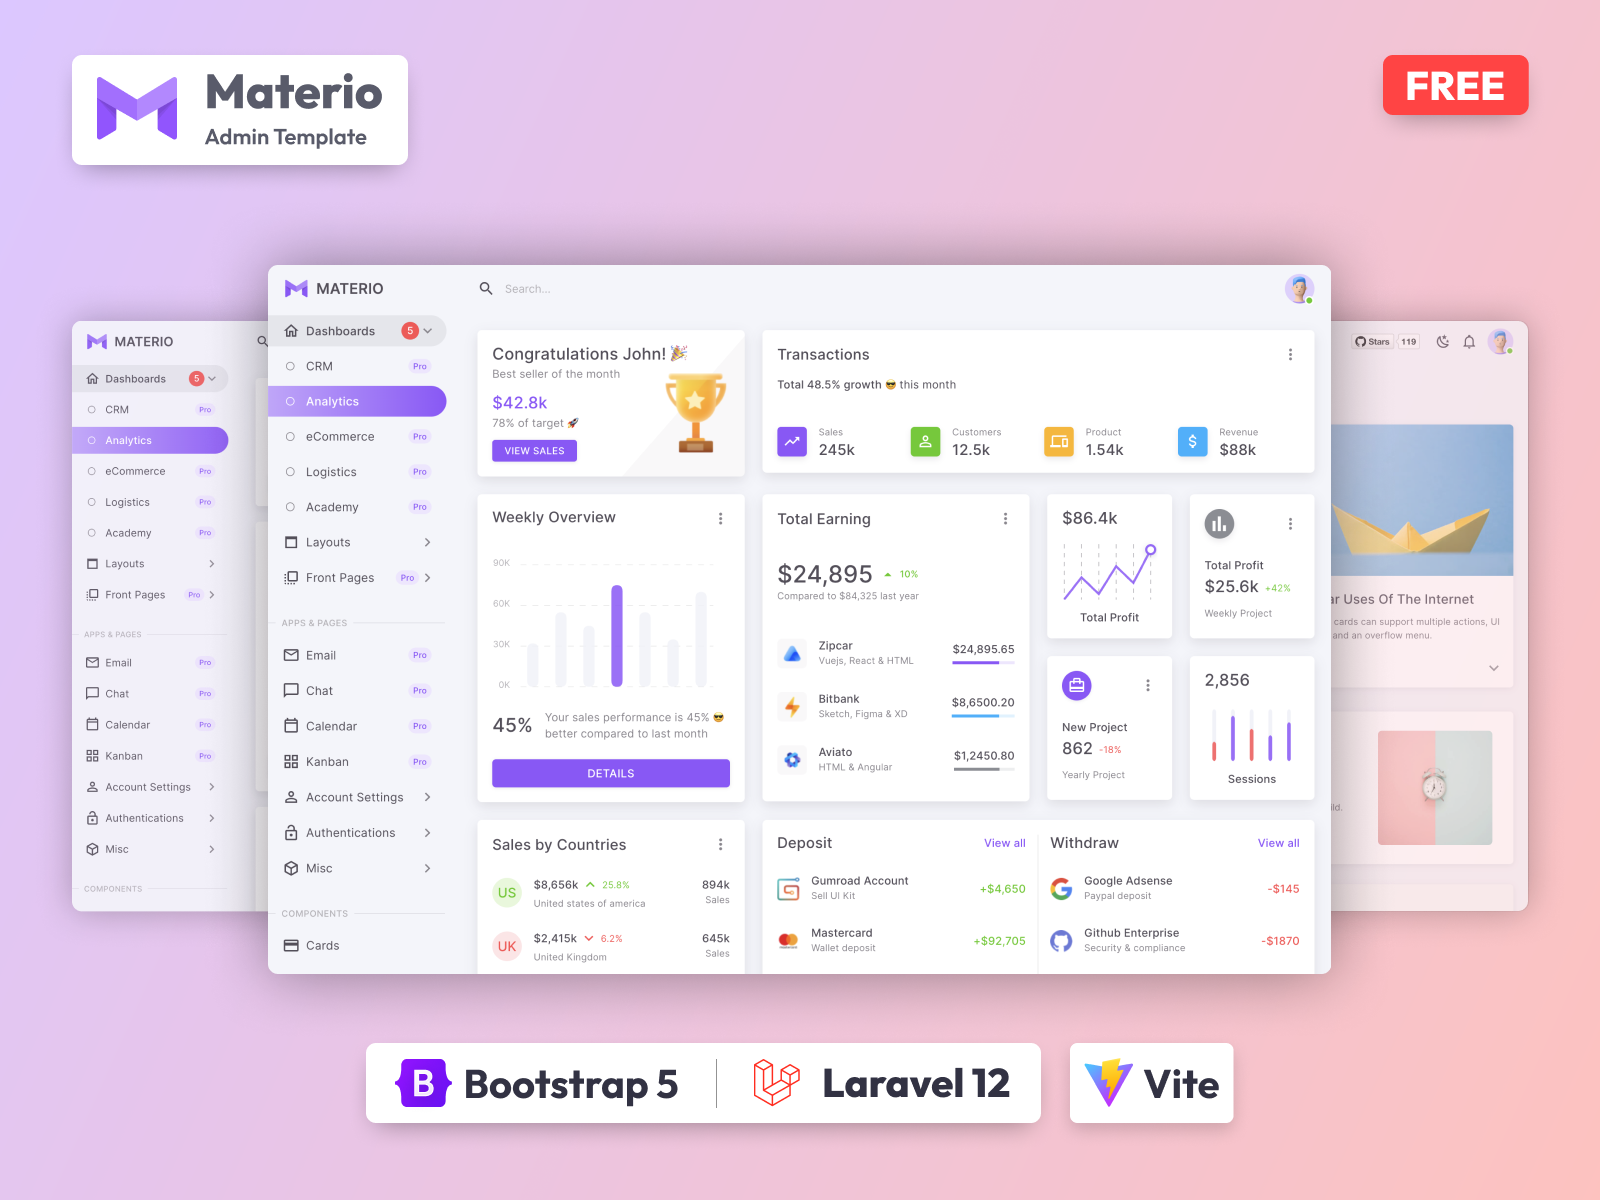 Materio
Admin Template
FREE
MATERIO
Dashboards 5
CRM Pro
Analytics
eCommerce Pro
Logistics Pro
Academy Pro
Layouts
Front Pages Pro
APPS & PAGES
Email Pro
Chat Pro
Calendar Pro
Kanban Pro
Account Settings
Authentications
Misc
COMPONENTS
MATERIO
Dashboards 5
CRM Pro
Analytics
eCommerce Pro
Logistics Pro
Academy Pro
Layouts
Front Pages Pro
APPS & PAGES
Email Pro
Chat Pro
Calendar Pro
Kanban Pro
Account Settings
Authentications
Misc
COMPONENTS
Cards
Search...
Congratulations John! 🎉
Best seller of the month
$42.8k
78% of target 🚀
VIEW SALES
Transactions
Total 48.5% growth 😎 this month
Sales
245k
Customers
12.5k
Product
1.54k
Revenue
$88k
Weekly Overview
90K
60K
30K
0K
45%
Your sales performance is 45% 😎
better compared to last month
DETAILS
Total Earning
$24,895 10%
Compared to $84,325 last year
Zipcar
Vuejs, React & HTML
$24,895.65
Bitbank
Sketch, Figma & XD
$8,6500.20
Aviato
HTML & Angular
$1,2450.80
$86.4k
Total Profit
Total Profit
$25.6k +42%
Weekly Project
New Project
862 -18%
Yearly Project
2,856
Sessions
Sales by Countries
US
$8,656k 25.8%
United states of america
894k
Sales
UK
$2,415k 6.2%
United Kingdom
645k
Sales
Deposit View all
Gumroad Account
Sell UI Kit
+$4,650
Mastercard
Wallet deposit
+$92,705
Withdraw View all
Google Adsense
Paypal deposit
-$145
Github Enterprise
Security & compliance
-$1870
Stars 119
Uses Of The Internet
cards can support multiple actions, UI
and an overflow menu.
Bootstrap 5
Laravel 12
Vite